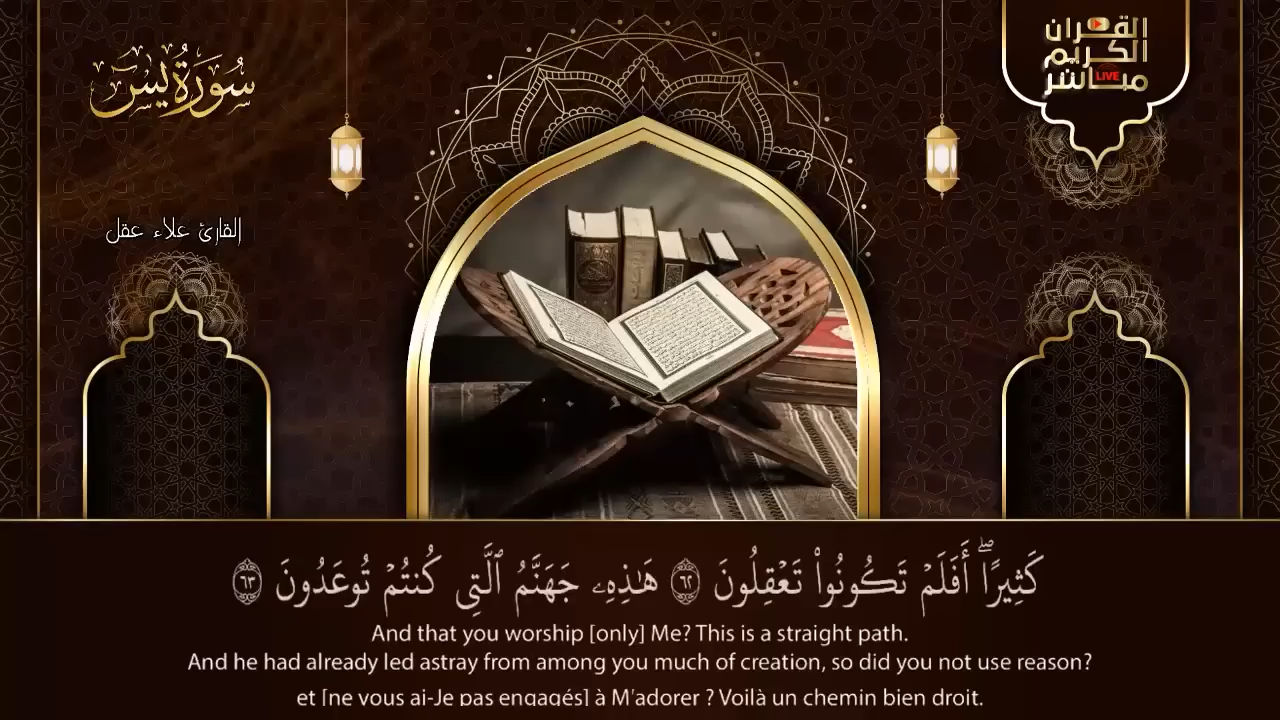 سُورَةُ يسٓ
القرآن
الكريم
مباشر
LIVE
القارئ علاء عقل
كَثِيرًاۖ أَفَلَمْ تَكُونُواْ تَعْقِلُونَ ٦٢ هَٰذِهِۦ جَهَنَّمُ ٱلَّتِى كُنتُمْ تُوعَدُونَ ٦٣
And that you worship [only] Me? This is a straight path.
And he had already led astray from among you much of creation, so did you not use reason?
et [ne vous ai-Je pas engagés] à M'adorer ? Voilà un chemin bien droit.